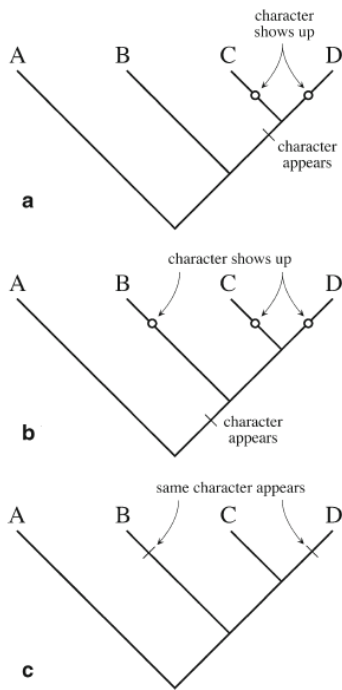 character
shows up
A B C D
character
appears
a
character shows up
A B C D
character
appears
b
same character appears
A B C D
c